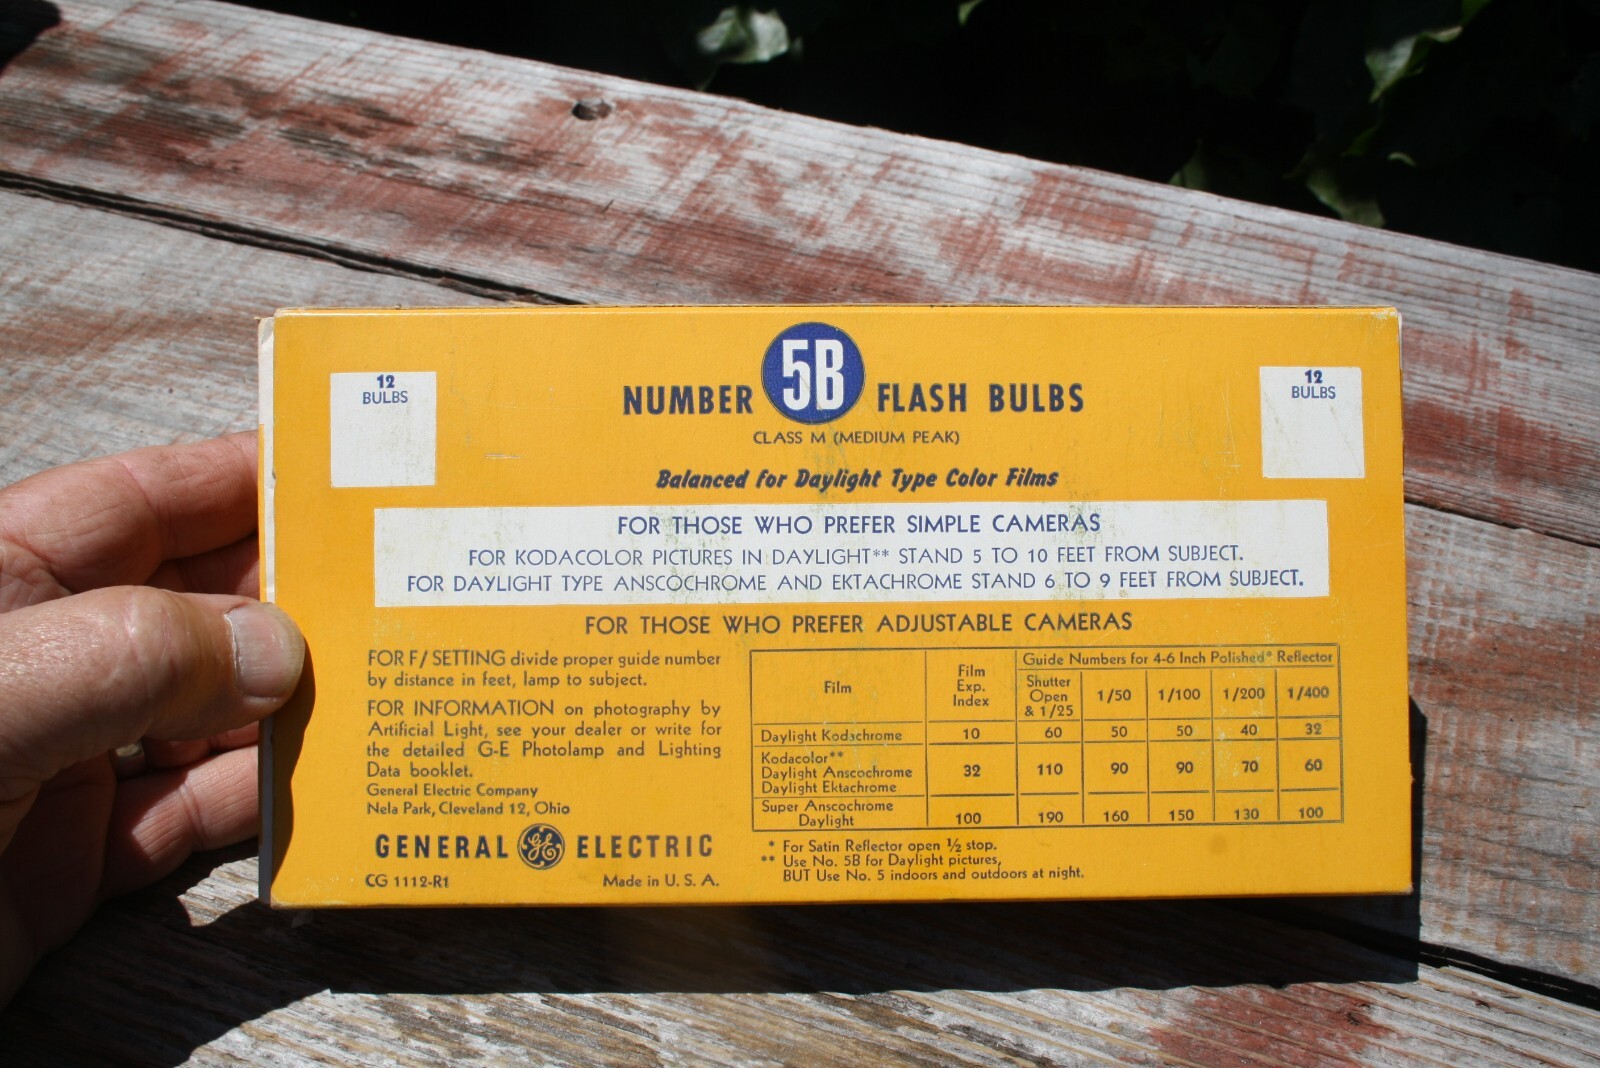 12
BULBS
NUMBER 5B FLASH BULBS
12
BULBS
CLASS M (MEDIUM PEAK)
Balanced for Daylight Type Color Films
FOR THOSE WHO PREFER SIMPLE CAMERAS
FOR KODACOLOR PICTURES IN DAYLIGHT** STAND 5 TO 10 FEET FROM SUBJECT.
FOR DAYLIGHT TYPE ANSCOCHROME AND EKTACHROME STAND 6 TO 9 FEET FROM SUBJECT.
FOR THOSE WHO PREFER ADJUSTABLE CAMERAS
FOR F/ SETTING divide proper guide number
by distance in feet, lamp to subject.
FOR INFORMATION on photography by
Artificial Light, see your dealer or write for
the detailed G-E Photolamp and Lighting
Data booklet.
General Electric Company
Nela Park, Cleveland 12, Ohio
GENERAL GE ELECTRIC
CG 1112-R1 Made in U. S. A.
Film
Film
Exp.
Index
Guide Numbers for 4-6 Inch Polished* Reflector
Shutter
Open
& 1/25
1/50 1/100 1/200 1/400
Daylight Kodachrome 10 60 50 50 40 32
Kodacolor**
Daylight Anscochrome 32 110 90 90 70 60
Daylight Ektachrome
Super Anscochrome
Daylight 100 190 160 150 130 100
* For Satin Reflector open 1/2 stop.
** Use No. 5B for Daylight pictures,
BUT Use No. 5 indoors and outdoors at night.